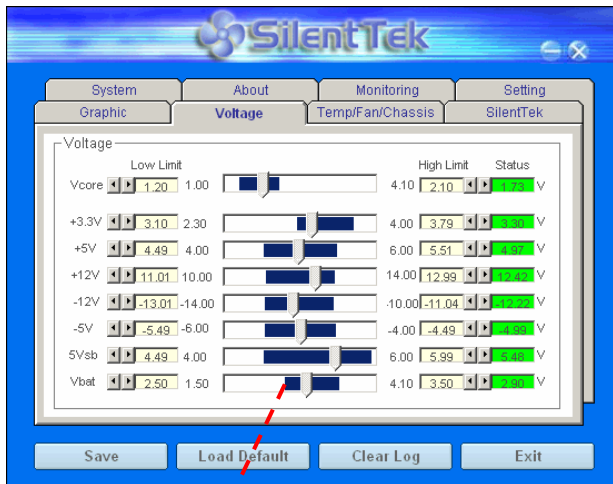 SilentTek
System About Monitoring Setting
Graphic Voltage Temp/Fan/Chassis SilentTek
Voltage
Low Limit High Limit Status
Vcore 1.20 1.00 4.10 2.10 1.73 V
+3.3V 3.10 2.30 4.00 3.79 3.30 V
+5V 4.49 4.00 6.00 5.51 4.97 V
+12V 11.01 10.00 14.00 12.99 12.42 V
-12V -13.01 -14.00 -10.00 -11.04 -12.22 V
-5V -5.49 -6.00 -4.00 -4.49 -4.99 V
5Vsb 4.49 4.00 6.00 5.99 5.48 V
Vbat 2.50 1.50 4.10 3.50 2.90 V
Save Load Default Clear Log Exit